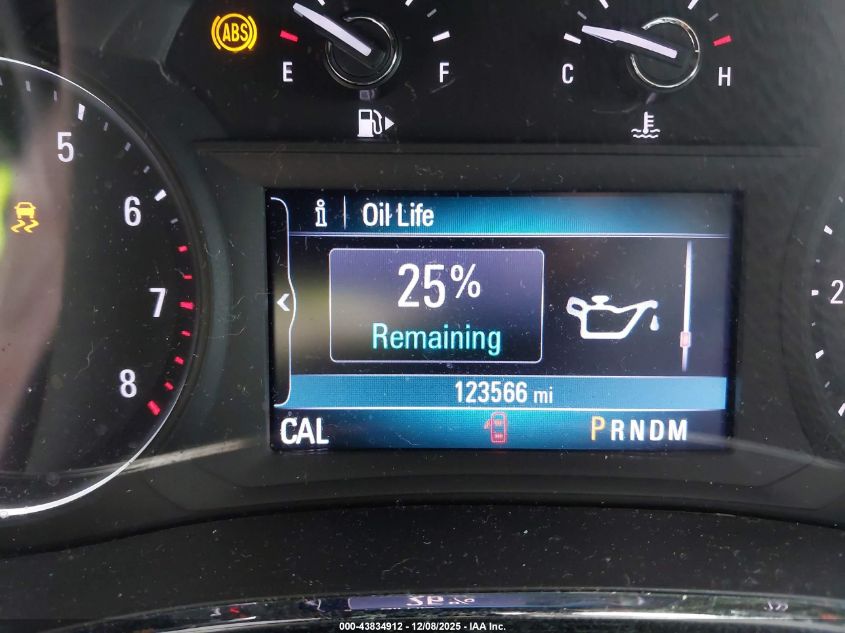 ABS
E
F
C
H
5
6
7
8
2
i Oil Life
25%
Remaining
123566 mi
CAL
PRNDM
000-43834912 - 12/08/2025 - IAA Inc.